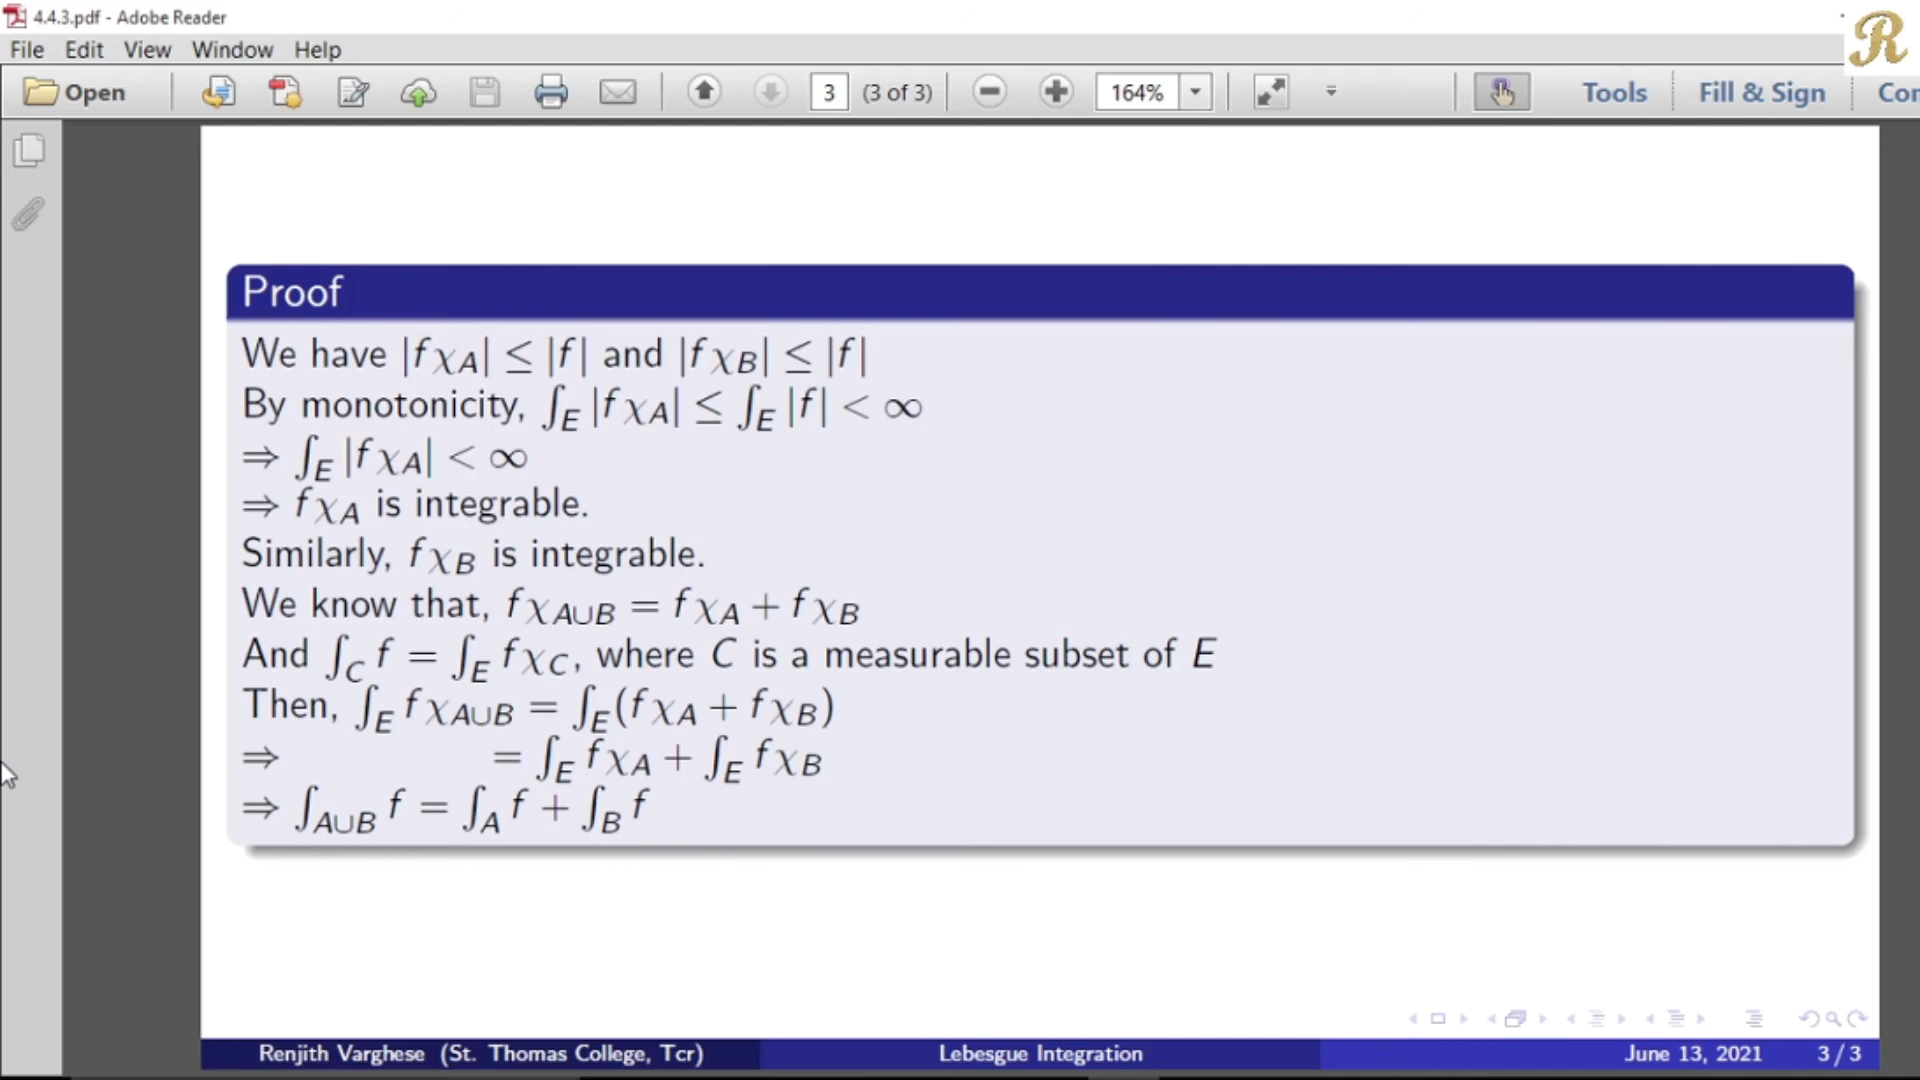 4.4.3.pdf - Adobe Reader
File Edit View Window Help
Open 3 (3 of 3) 164% Tools Fill & Sign
R
Proof
We have |fχ_A| ≤ |f| and |fχ_B| ≤ |f|
By monotonicity, ∫_E |fχ_A| ≤ ∫_E |f| < ∞
⇒ ∫_E |fχ_A| < ∞
⇒ fχ_A is integrable.
Similarly, fχ_B is integrable.
We know that, fχ_{A∪B} = fχ_A + fχ_B
And ∫_C f = ∫_E fχ_C, where C is a measurable subset of E
Then, ∫_E fχ_{A∪B} = ∫_E(fχ_A + fχ_B)
⇒ = ∫_E fχ_A + ∫_E fχ_B
⇒ ∫_{A∪B} f = ∫_A f + ∫_B f
Renjith Varghese (St. Thomas College, Tcr) Lebesgue Integration June 13, 2021 3 / 3